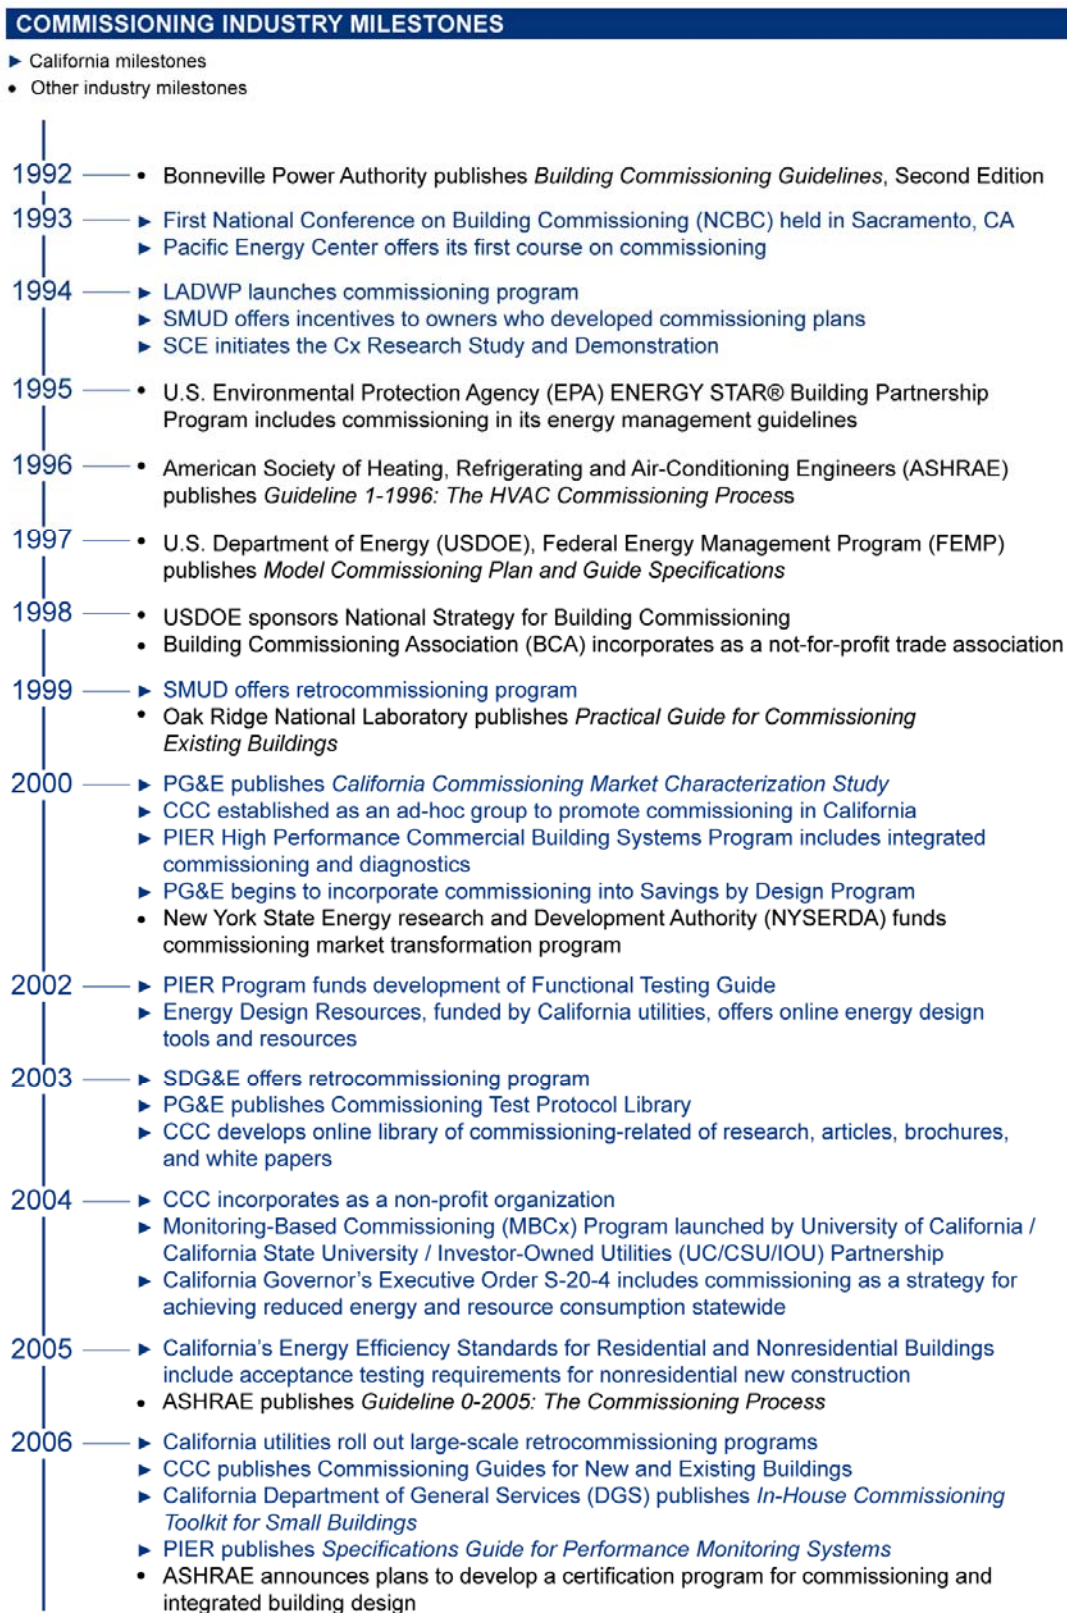 COMMISSIONING INDUSTRY MILESTONES
► California milestones
• Other industry milestones
1992
• Bonneville Power Authority publishes Building Commissioning Guidelines, Second Edition
1993
► First National Conference on Building Commissioning (NCBC) held in Sacramento, CA
► Pacific Energy Center offers its first course on commissioning
1994
► LADWP launches commissioning program
► SMUD offers incentives to owners who developed commissioning plans
► SCE initiates the Cx Research Study and Demonstration
1995
• U.S. Environmental Protection Agency (EPA) ENERGY STAR® Building Partnership
Program includes commissioning in its energy management guidelines
1996
• American Society of Heating, Refrigerating and Air-Conditioning Engineers (ASHRAE)
publishes Guideline 1-1996: The HVAC Commissioning Process
1997
• U.S. Department of Energy (USDOE), Federal Energy Management Program (FEMP)
publishes Model Commissioning Plan and Guide Specifications
1998
• USDOE sponsors National Strategy for Building Commissioning
• Building Commissioning Association (BCA) incorporates as a not-for-profit trade association
1999
► SMUD offers retrocommissioning program
• Oak Ridge National Laboratory publishes Practical Guide for Commissioning
Existing Buildings
2000
► PG&E publishes California Commissioning Market Characterization Study
► CCC established as an ad-hoc group to promote commissioning in California
► PIER High Performance Commercial Building Systems Program includes integrated
commissioning and diagnostics
► PG&E begins to incorporate commissioning into Savings by Design Program
• New York State Energy research and Development Authority (NYSERDA) funds
commissioning market transformation program
2002
► PIER Program funds development of Functional Testing Guide
► Energy Design Resources, funded by California utilities, offers online energy design
tools and resources
2003
► SDG&E offers retrocommissioning program
► PG&E publishes Commissioning Test Protocol Library
► CCC develops online library of commissioning-related of research, articles, brochures,
and white papers
2004
► CCC incorporates as a non-profit organization
► Monitoring-Based Commissioning (MBCx) Program launched by University of California /
California State University / Investor-Owned Utilities (UC/CSU/IOU) Partnership
► California Governor's Executive Order S-20-4 includes commissioning as a strategy for
achieving reduced energy and resource consumption statewide
2005
► California's Energy Efficiency Standards for Residential and Nonresidential Buildings
include acceptance testing requirements for nonresidential new construction
• ASHRAE publishes Guideline 0-2005: The Commissioning Process
2006
► California utilities roll out large-scale retrocommissioning programs
► CCC publishes Commissioning Guides for New and Existing Buildings
► California Department of General Services (DGS) publishes In-House Commissioning
Toolkit for Small Buildings
► PIER publishes Specifications Guide for Performance Monitoring Systems
• ASHRAE announces plans to develop a certification program for commissioning and
integrated building design